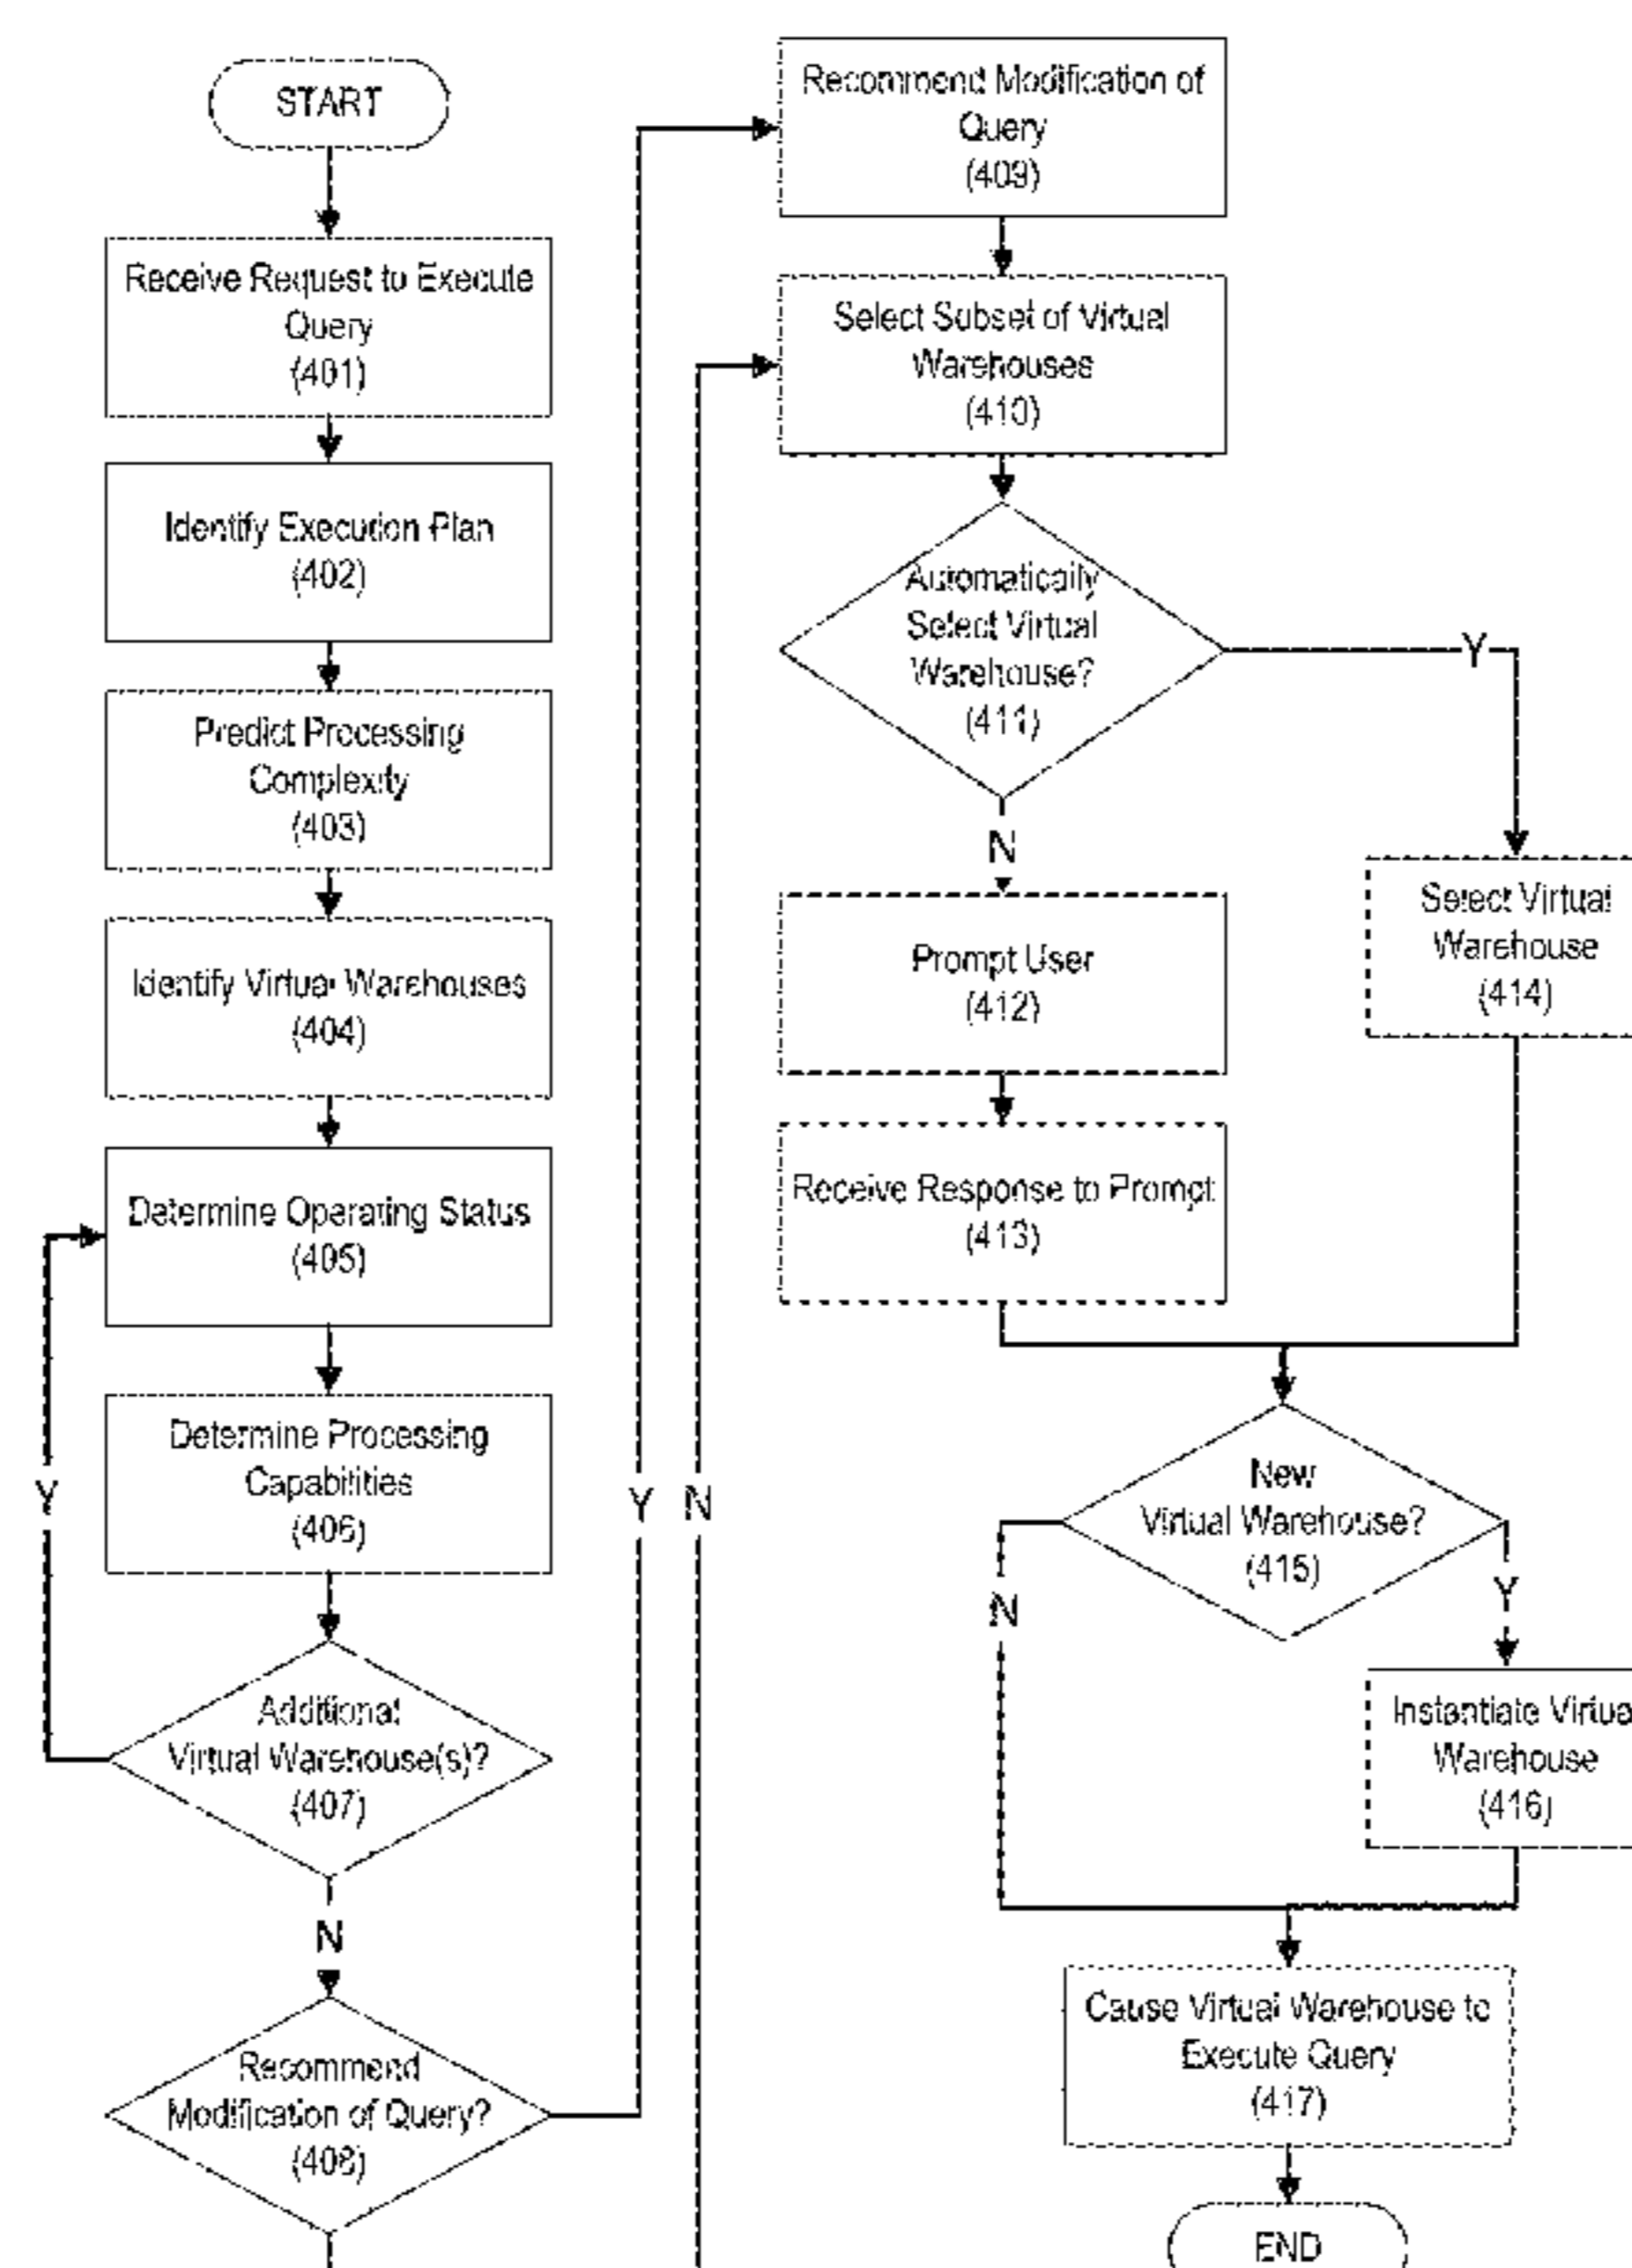 START
Receive Request to Execute
Query
(401)
Identify Execution Plan
(402)
Predict Processing
Complexity
(403)
Identify Virtual Warehouses
(404)
Determine Operating Status
(405)
Determine Processing
Capabilities
(406)
Y
Additional
Virtual Warehouse(s)?
(407)
N
Recommend
Modification of Query?
(408)
Y
N
Recommend Modification of
Query
(409)
Select Subset of Virtual
Warehouses
(410)
Automatically
Select Virtual
Warehouse?
(411)
Y
N
Prompt User
(412)
Select Virtual
Warehouse
(414)
Receive Response to Prompt
(413)
New
Virtual Warehouse?
(415)
N
Y
Instantiate Virtua
Warehouse
(416)
Cause Virtual Warehouse to
Execute Query
(417)
END